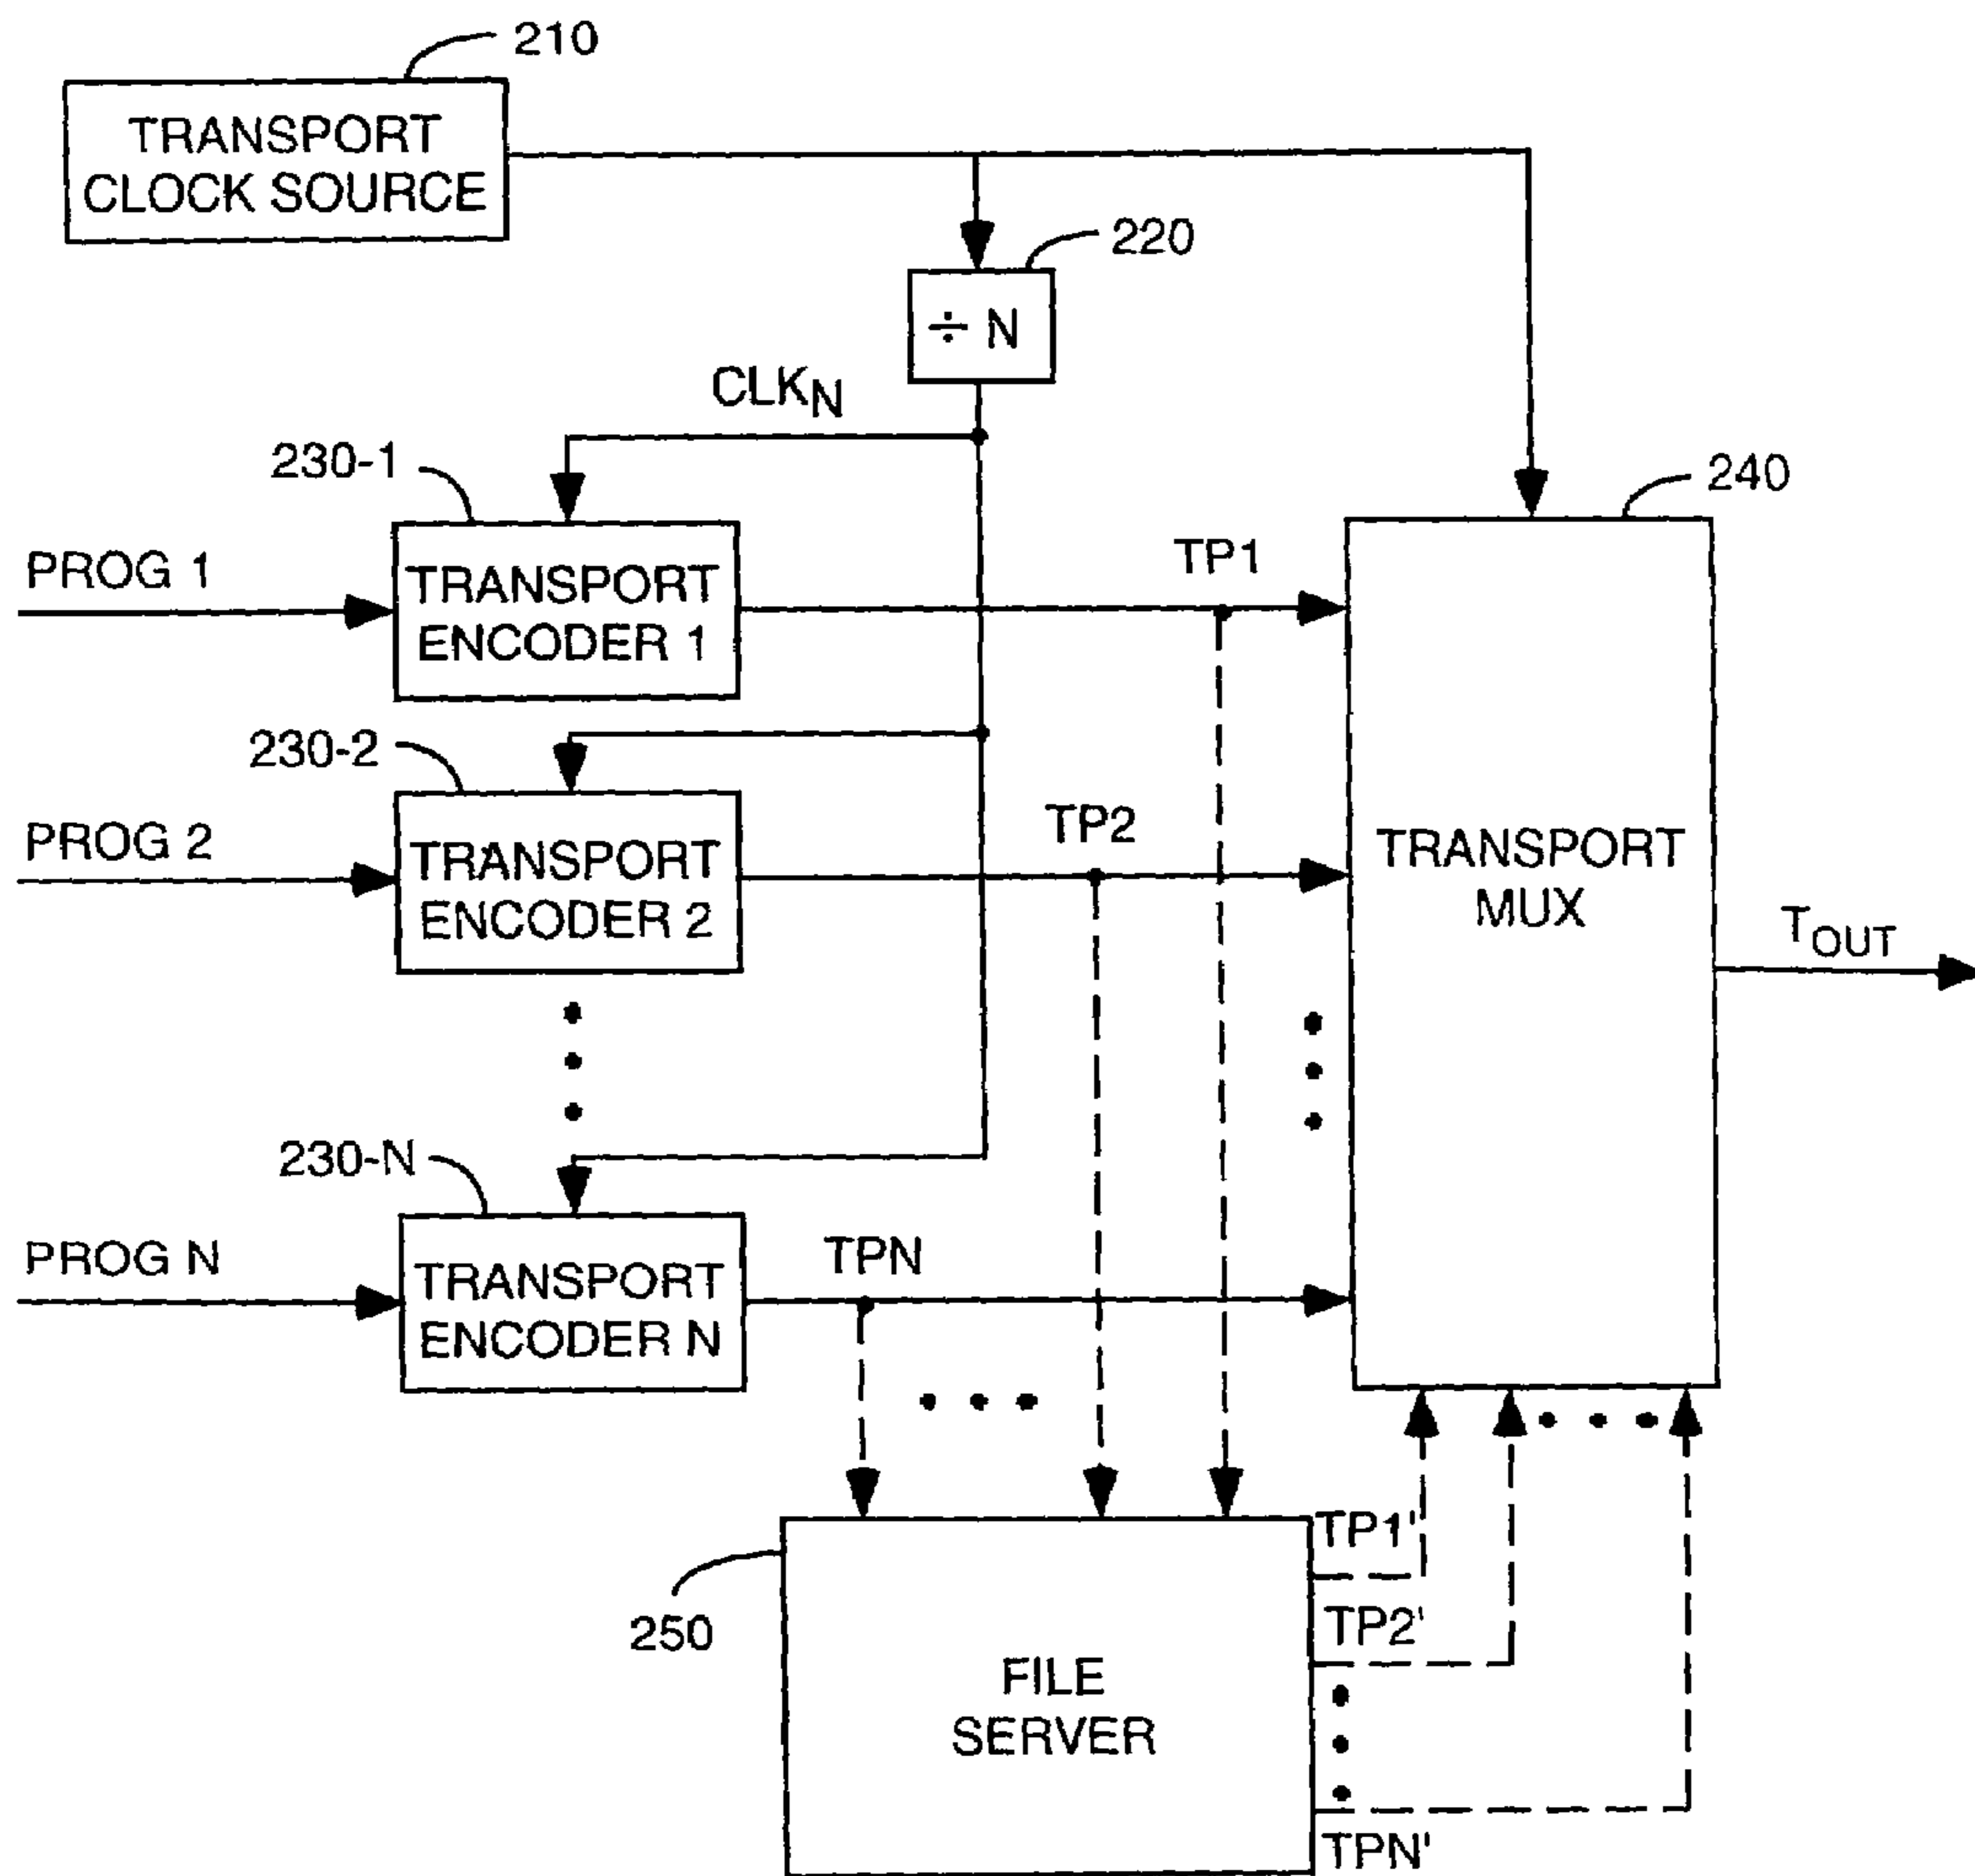 210
TRANSPORT
CLOCK SOURCE
220
÷ N
CLKN
230-1
240
PROG 1
TRANSPORT
ENCODER 1
TP1
230-2
PROG 2
TRANSPORT
ENCODER 2
TP2
TRANSPORT
MUX
TOUT
230-N
PROG N
TRANSPORT
ENCODER N
TPN
TP1'
250
TP2'
FILE
SERVER
TPN'